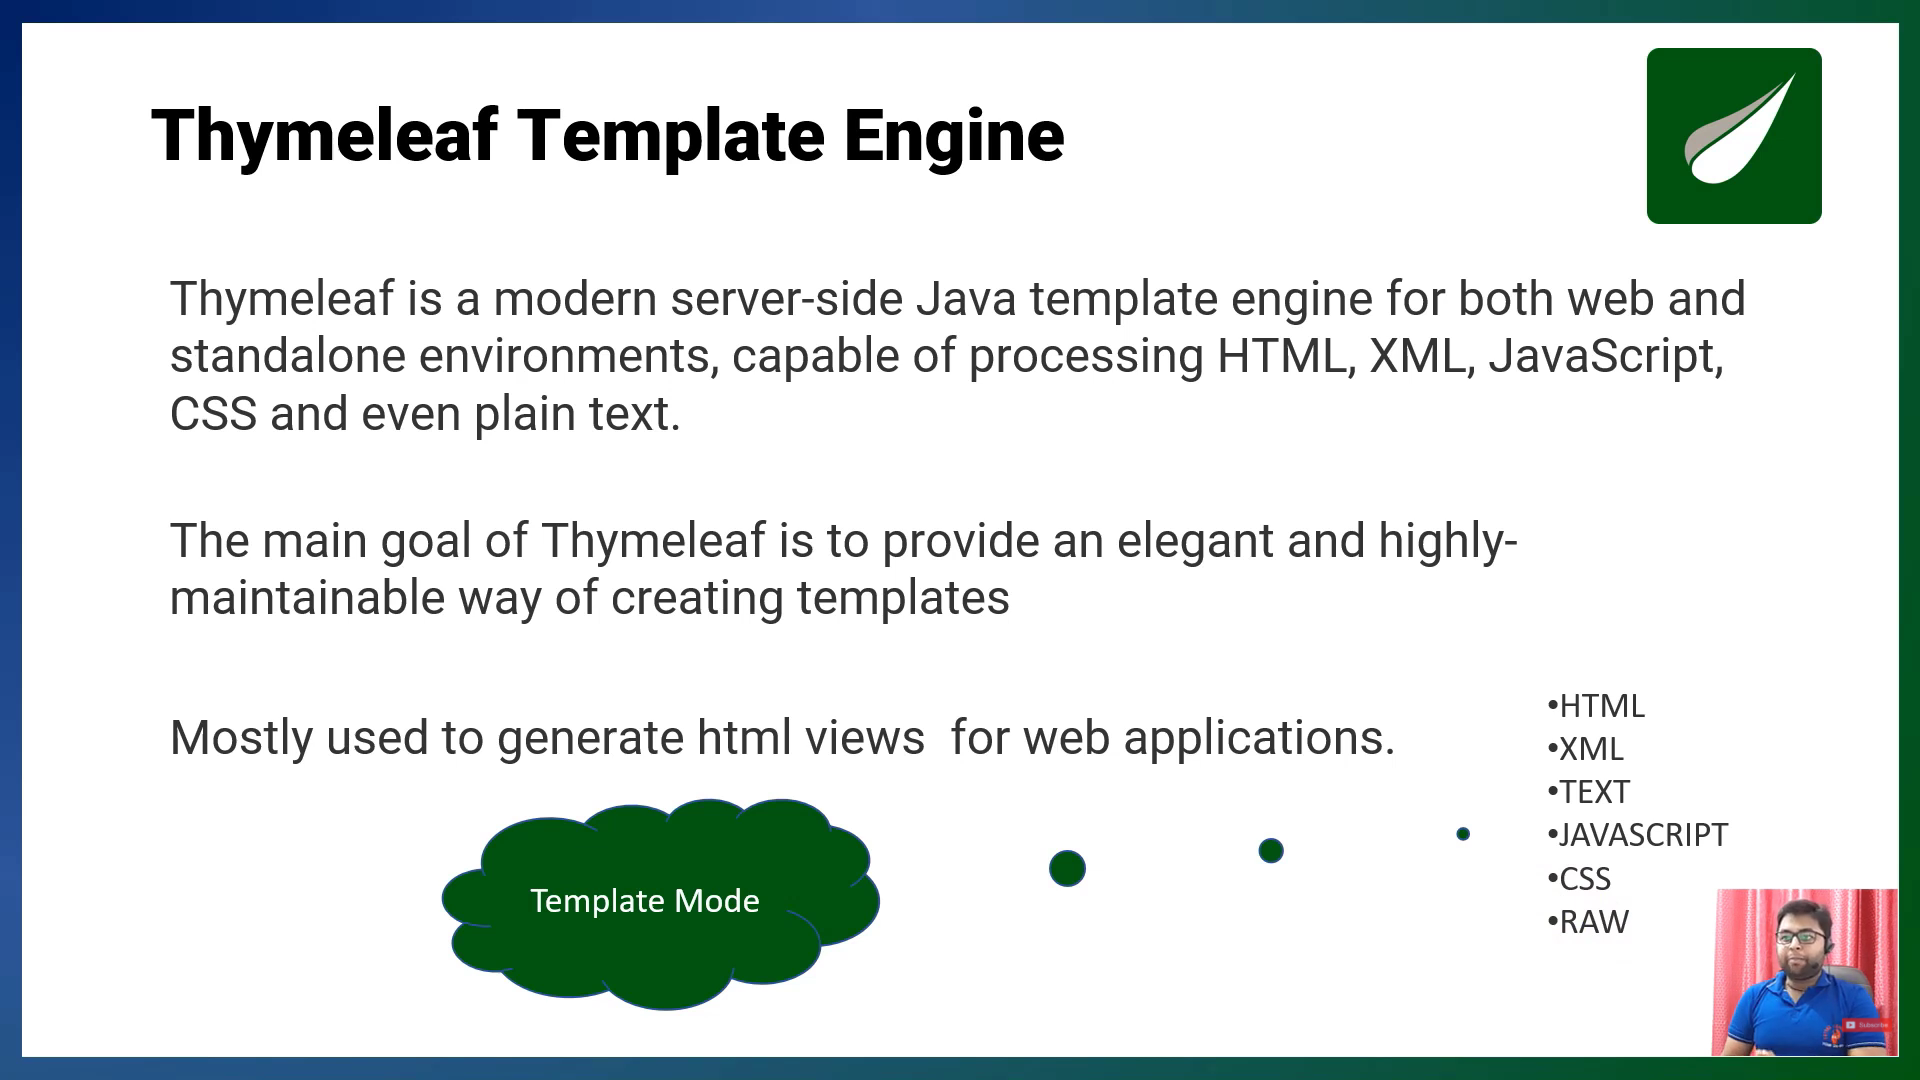 Thymeleaf Template Engine
Thymeleaf is a modern server-side Java template engine for both web and
standalone environments, capable of processing HTML, XML, JavaScript,
CSS and even plain text.
The main goal of Thymeleaf is to provide an elegant and highly-
maintainable way of creating templates
Mostly used to generate html views  for web applications.
Template Mode
•HTML
•XML
•TEXT
•JAVASCRIPT
•CSS
•RAW
Subscribe